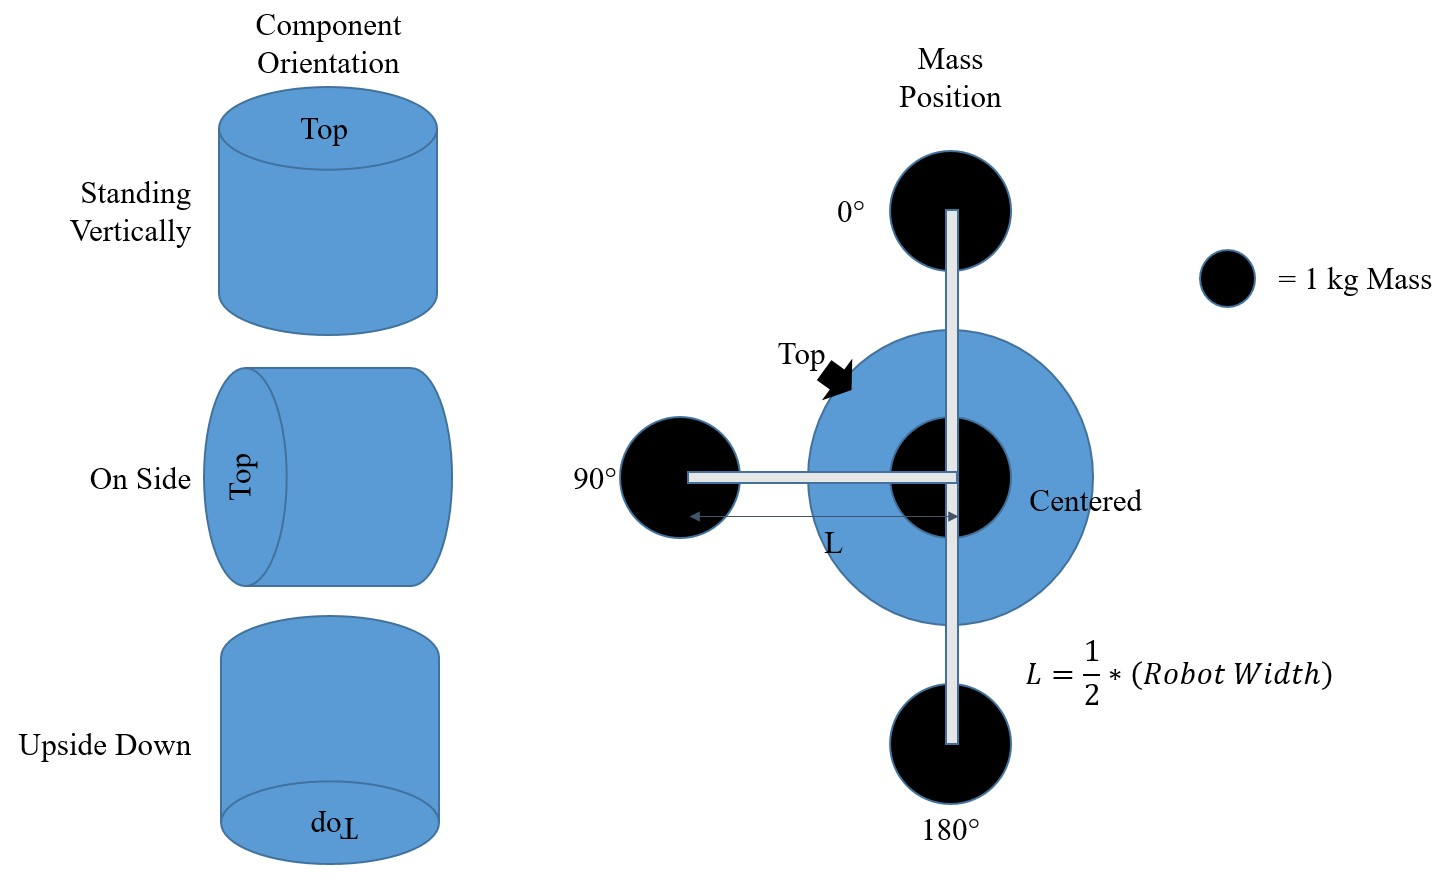 Component
Orientation
Top
Standing
Vertically
On Side
Top
Upside Down
Top
Mass
Position
0°
= 1 kg Mass
Top
90°
Centered
L
L = 1/2 * (Robot Width)
180°